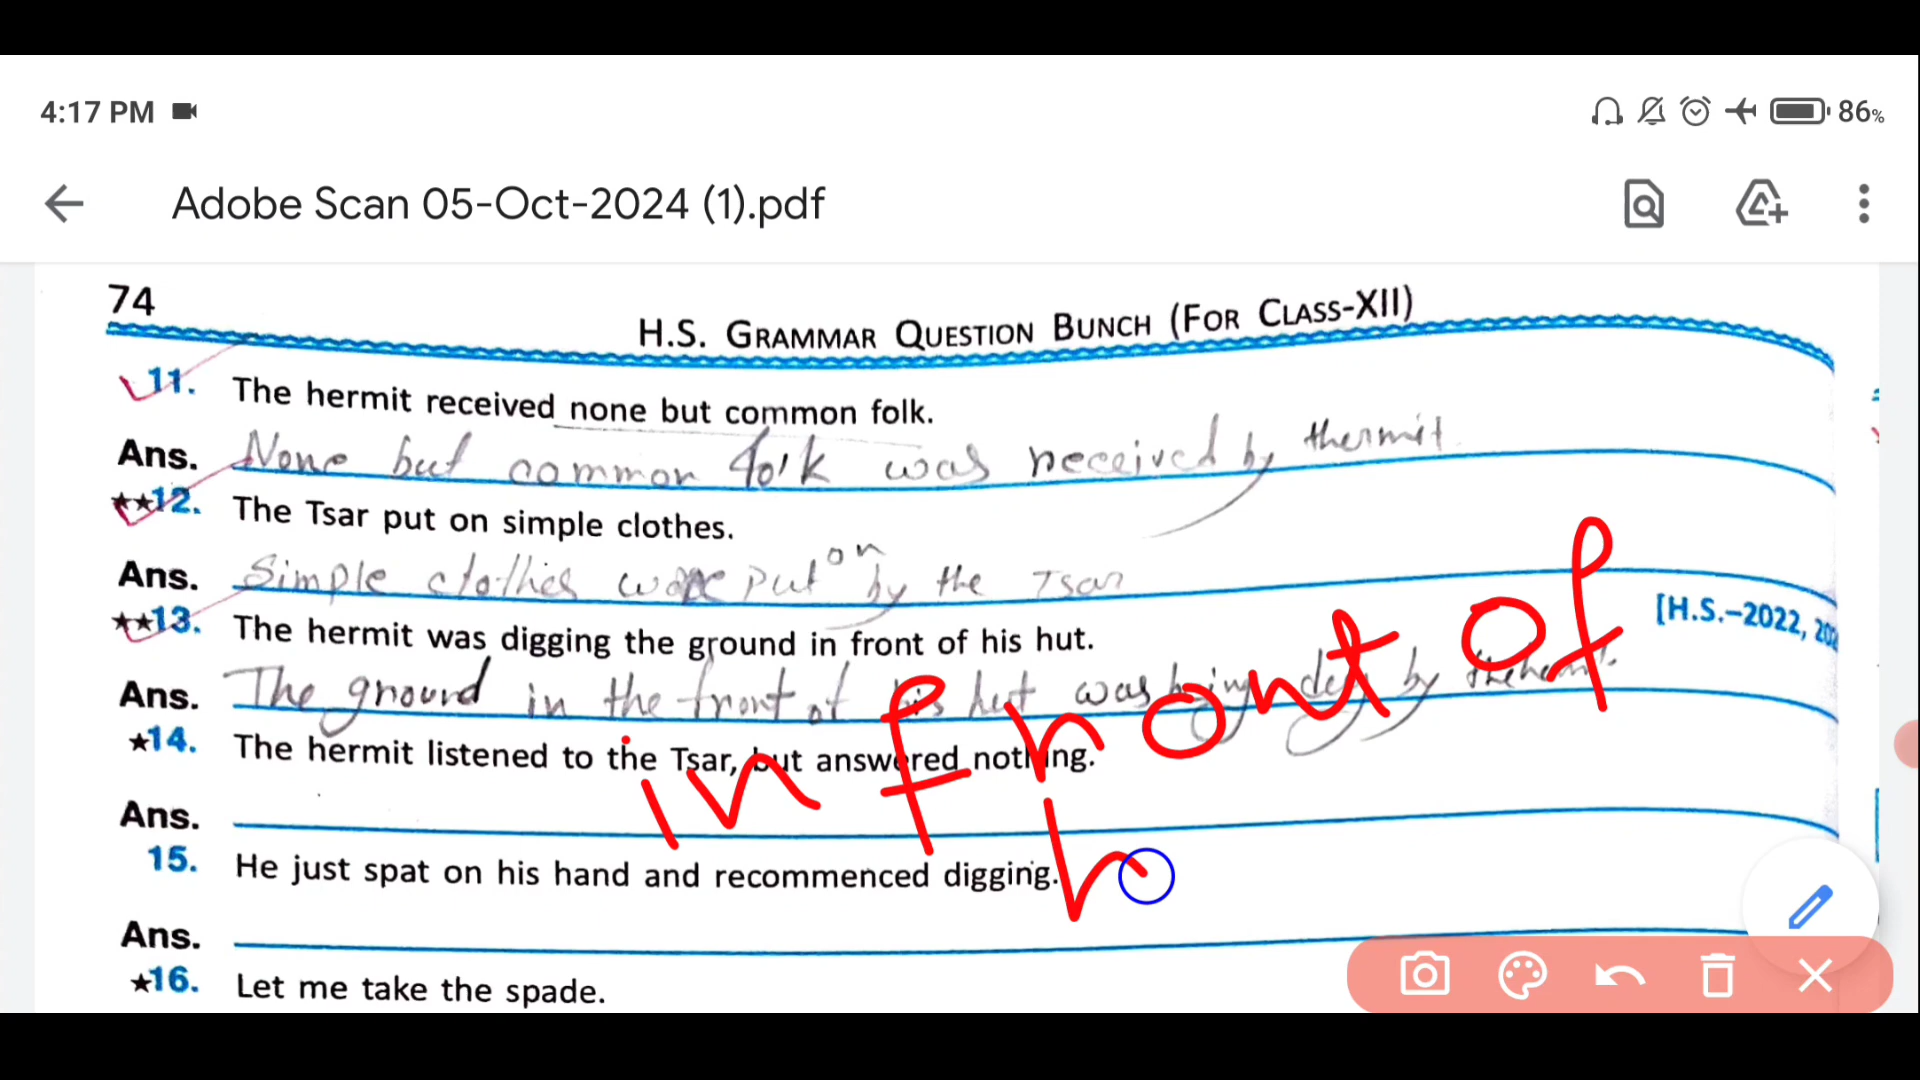 4:17 PM 86%
Adobe Scan 05-Oct-2024 (1).pdf
74 H.S. GRAMMAR QUESTION BUNCH (FOR CLASS-XII)
11. The hermit received none but common folk.
Ans. None but common folk was received by thermit
★★12. The Tsar put on simple clothes.
Ans. Simple clothes were put on by the Tsar
★★13. The hermit was digging the ground in front of his hut. [H.S.–2022, 20
Ans. The ground in the front of his hut was being dug by the
in front of
★14. The hermit listened to the Tsar, but answered nothing.
Ans.
15. He just spat on his hand and recommenced digging.
h
Ans.
★16. Let me take the spade.